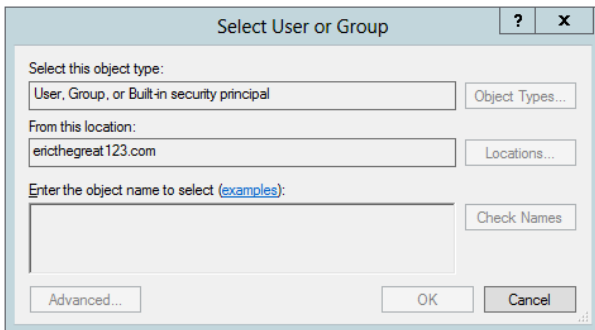 Select User or Group
? x
Select this object type:
User, Group, or Built-in security principal
Object Types...
From this location:
ericthegreat123.com
Locations...
Enter the object name to select (examples):
Check Names
Advanced...
OK
Cancel